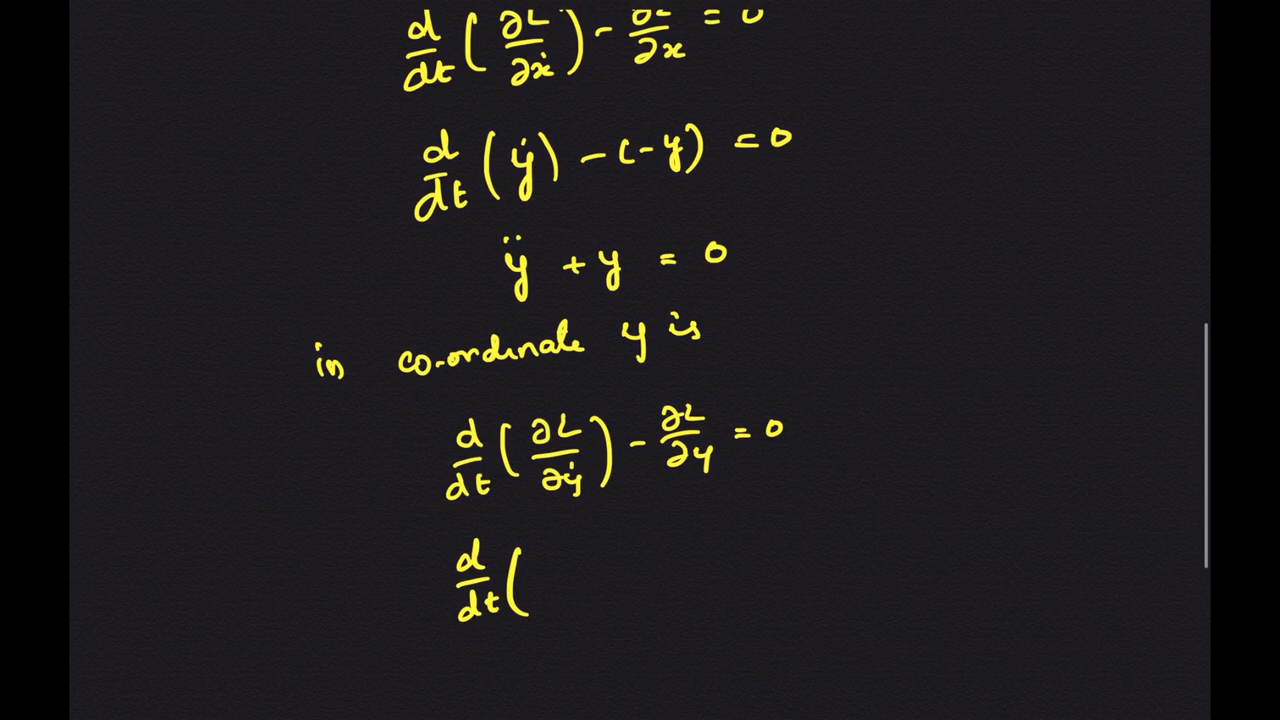 d/dt (∂L/∂ẋ) - ∂L/∂x = 0
d/dt (ẏ) - (-y) = 0
ÿ + y = 0
in co-ordinate y is
d/dt (∂L/∂ẏ) - ∂L/∂y = 0
d/dt (